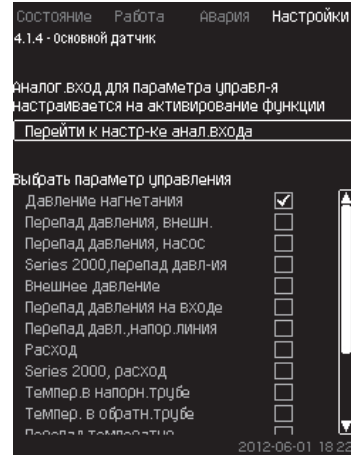 Состояние Работа Авария Настройки
4.1.4 - Основной датчик
Аналог.вход для параметра управл-я
настраивается на активирование функции
Перейти к настр-ке анал.входа
Выбрать параметр управления
Давление нагнетания
Перепад давления, внешн.
Перепад давления, насос
Series 2000,перепад давл-ия
Внешнее давление
Перепад давления на входе
Перепад давл.,напор.линия
Расход
Series 2000, расход
Темпер.в напорн.трубе
Темпер. в обратн.трубе
2012-06-01 18:22